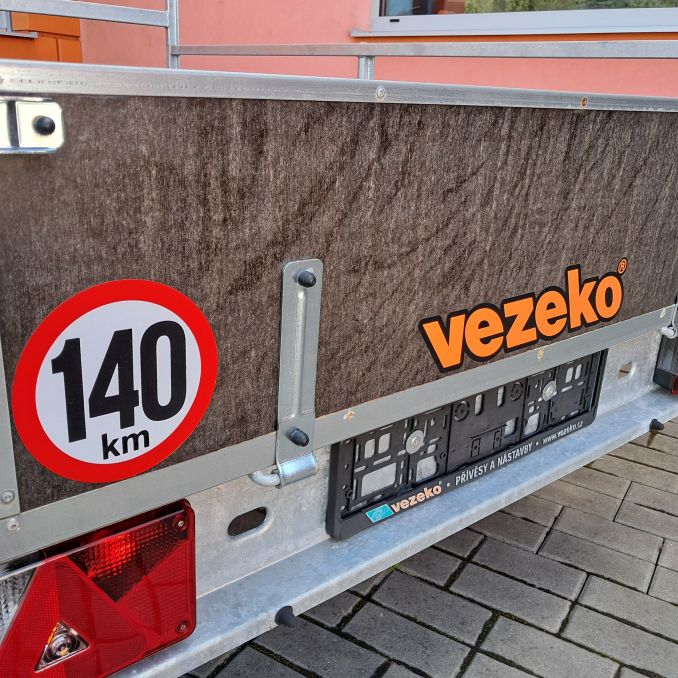 140
km
vezeko®
vezeko® • PŘÍVĚSY A NÁSTAVBY • www.vezeko.cz